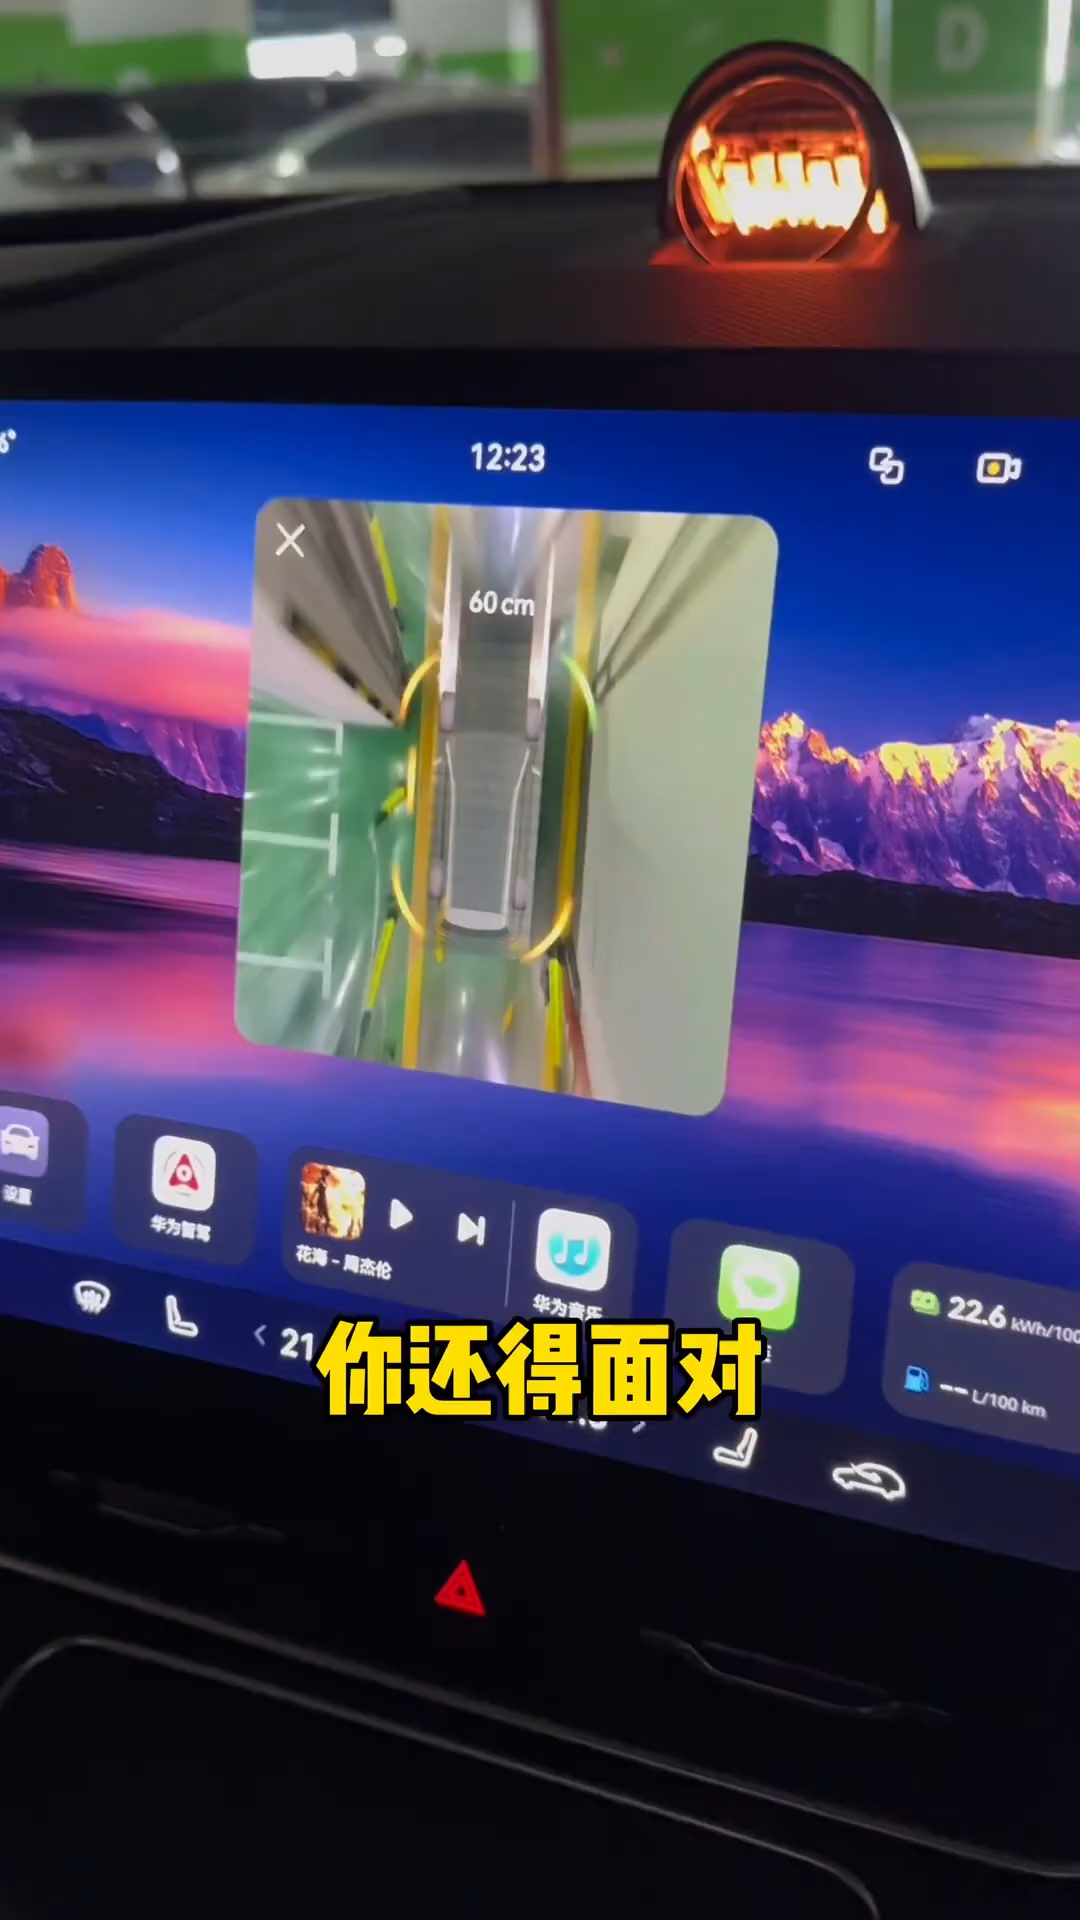 D
6°
12:23
60 cm
设置
华为智驾
花海 - 周杰伦
华为音乐
22.6 kWh/100
-- L/100 km
21
你还得面对